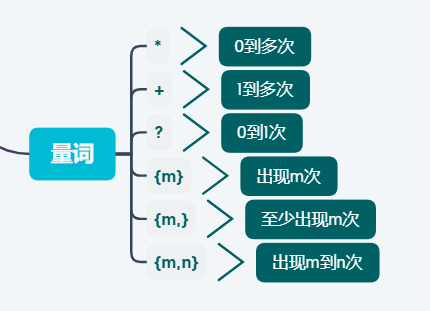 量词
* 0到多次
+ 1到多次
? 0到1次
{m} 出现m次
{m,} 至少出现m次
{m,n} 出现m到n次